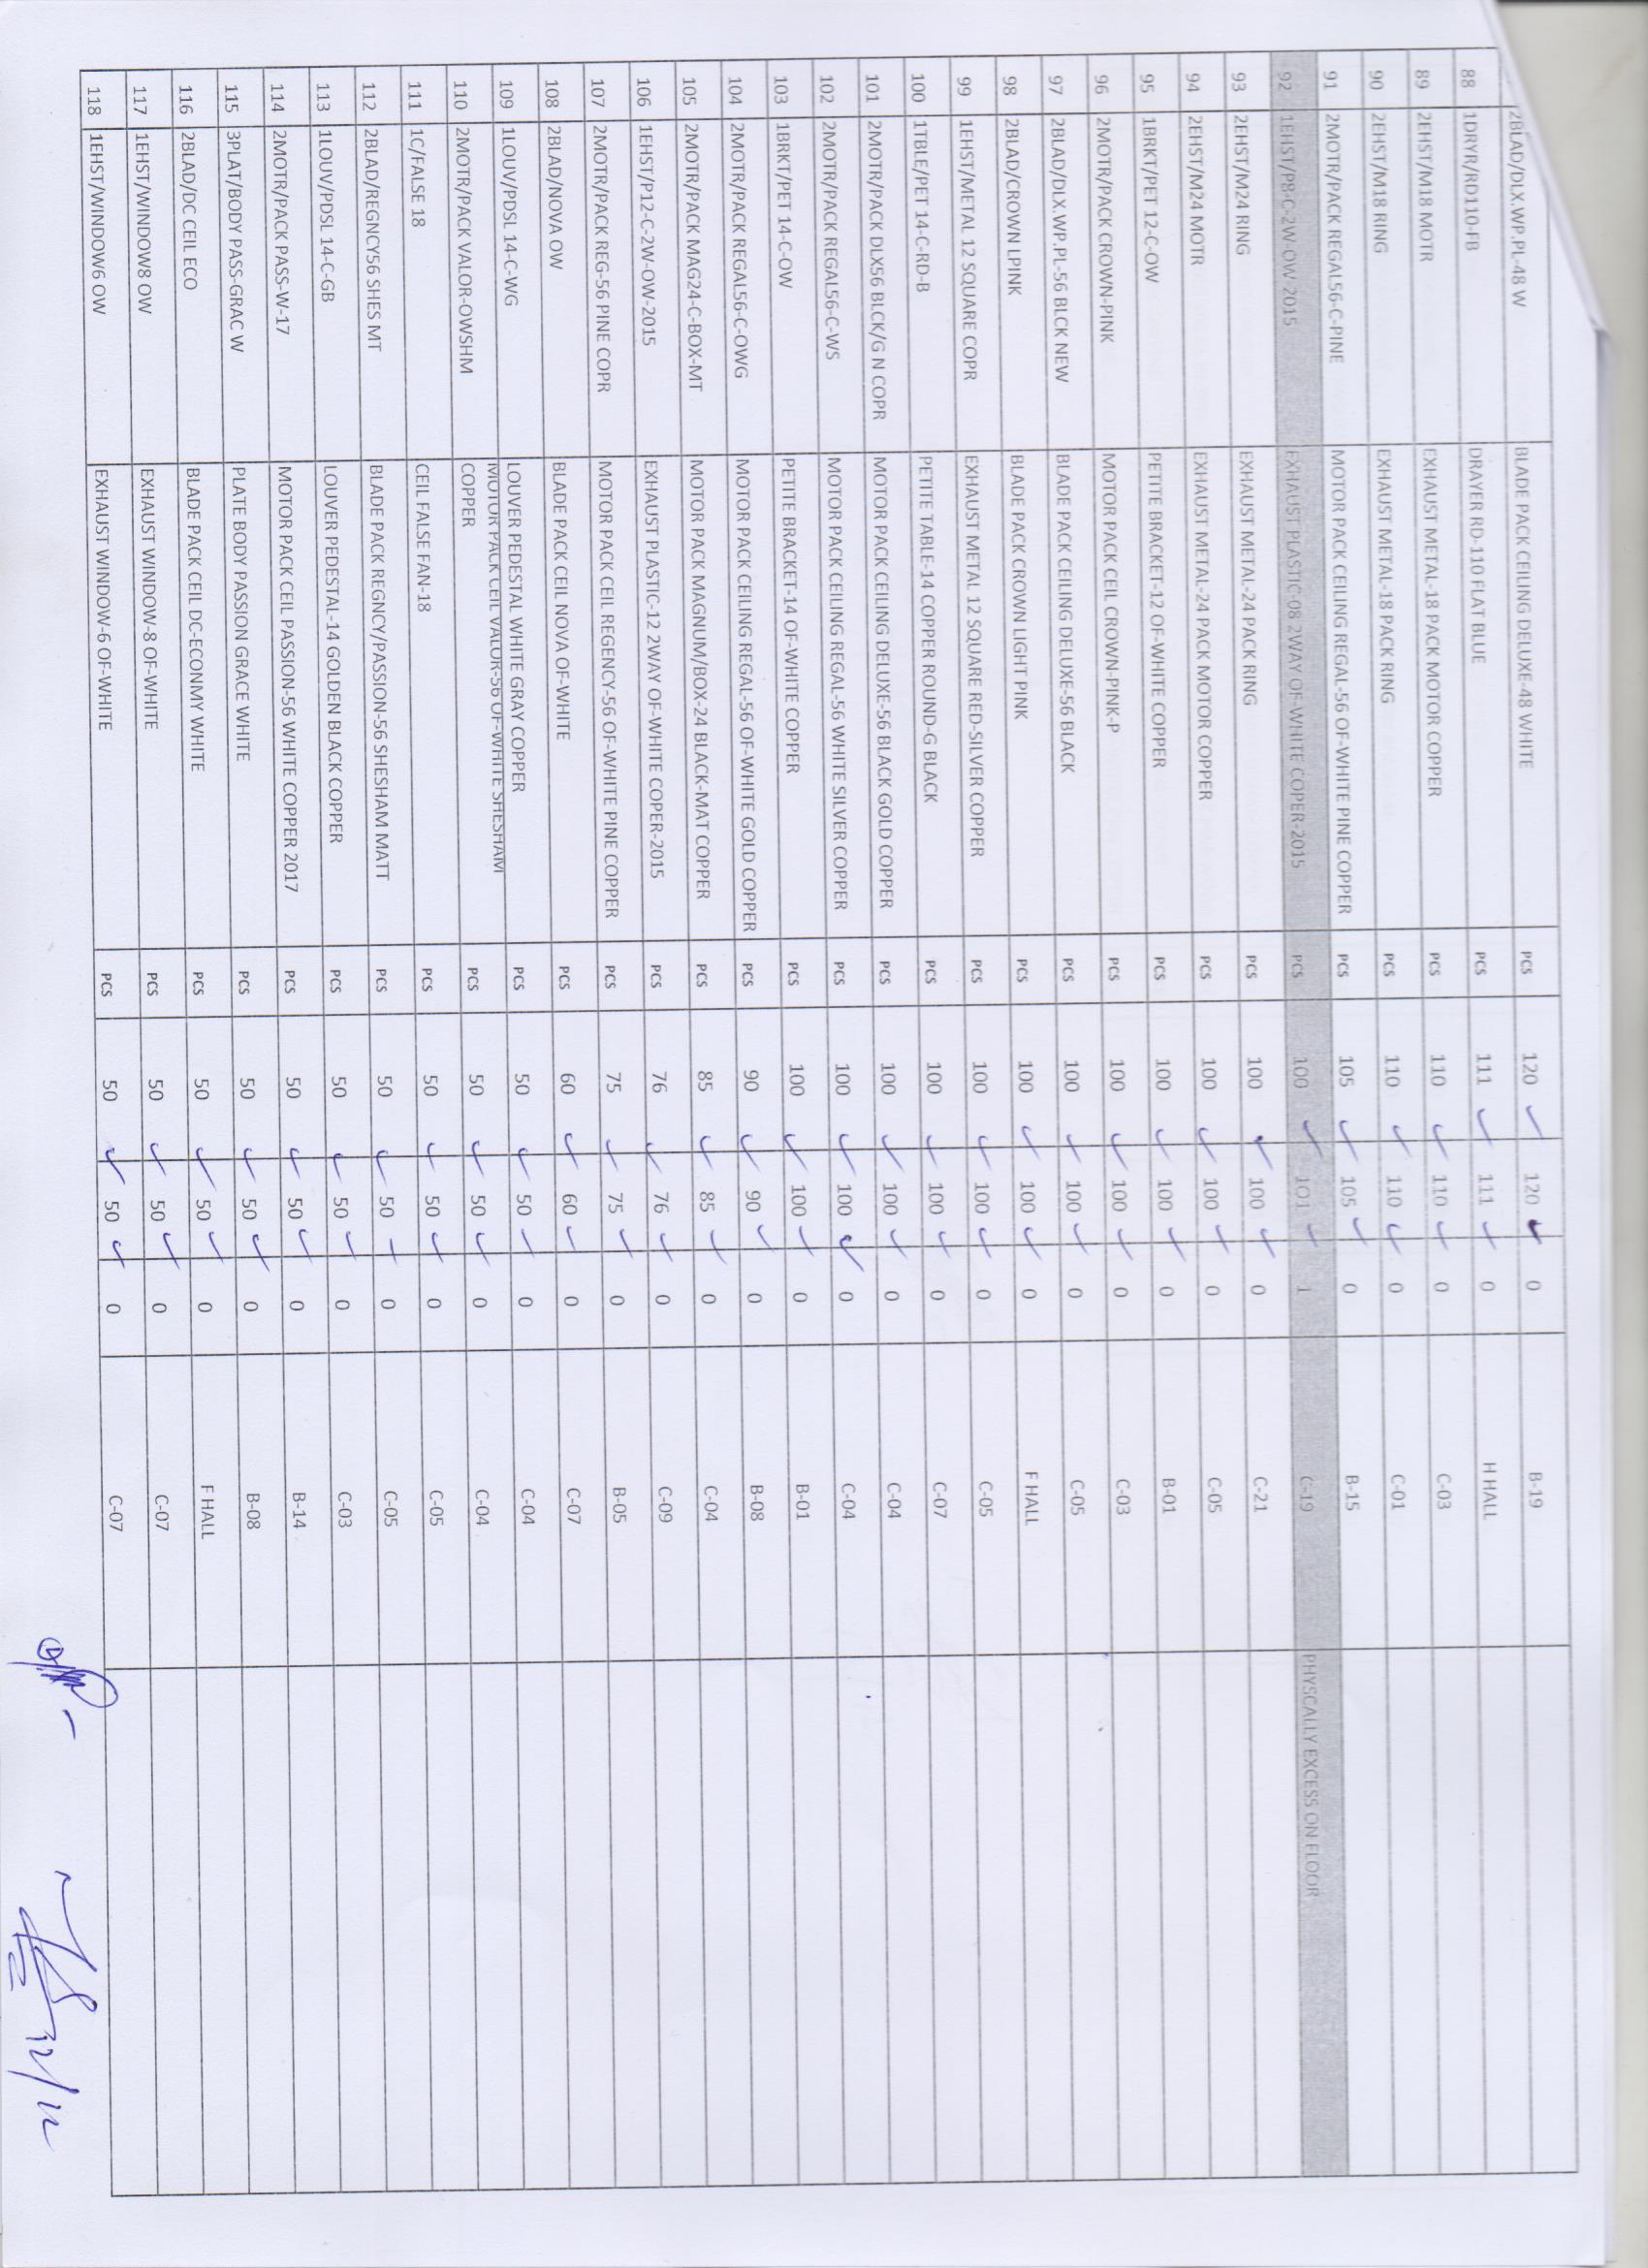 2BLAD/DLX.WP.PL-48 W BLADE PACK CEILING DELUXE-48 WHITE PCS 120 120 0 B-19
88 1DRYR/RD110-FB DRAYER RD-110 FLAT BLUE PCS 111 111 0 H HALL
89 2EHST/M18 MOTR EXHAUST METAL-18 PACK MOTOR COPPER PCS 110 110 0 C-03
90 2EHST/M18 RING EXHAUST METAL-18 PACK RING PCS 110 110 0 C-01
91 2MOTR/PACK REGAL56-C-PINE MOTOR PACK CEILING REGAL-56 OF-WHITE PINE COPPER PCS 105 105 0 B-15
92 1EHST/P8-C-2W-OW 2015 EXHAUST PLASTIC-08 2WAY OF-WHITE COPER-2015 PCS 100 101 1 C-19 PHYSCALLY EXCESS ON FLOOR
93 2EHST/M24 RING EXHAUST METAL-24 PACK RING PCS 100 100 0 C-21
94 2EHST/M24 MOTR EXHAUST METAL-24 PACK MOTOR COPPER PCS 100 100 0 C-05
95 1BRKT/PET 12-C-OW PETITE BRACKET-12 OF-WHITE COPPER PCS 100 100 0 B-01
96 2MOTR/PACK CROWN-PINK MOTOR PACK CEIL CROWN-PINK-P PCS 100 100 0 C-03
97 2BLAD/DLX.WP.PL-56 BLCK NEW BLADE PACK CEILING DELUXE-56 BLACK PCS 100 100 0 C-05
98 2BLAD/CROWN LPINK BLADE PACK CROWN LIGHT PINK PCS 100 100 0 F HALL
99 1EHST/METAL 12 SQUARE COPR EXHAUST METAL 12 SQUARE RED-SILVER COPPER PCS 100 100 0 C-05
100 1TBLE/PET 14-C-RD-B PETITE TABLE-14 COPPER ROUND-G BLACK PCS 100 100 0 C-07
101 2MOTR/PACK DLX56 BLCK/G N COPR MOTOR PACK CEILING DELUXE-56 BLACK GOLD COPPER PCS 100 100 0 C-04
102 2MOTR/PACK REGAL56-C-WS MOTOR PACK CEILING REGAL-56 WHITE SILVER COPPER PCS 100 100 0 C-04
103 1BRKT/PET 14-C-OW PETITE BRACKET-14 OF-WHITE COPPER PCS 100 100 0 B-01
104 2MOTR/PACK REGAL56-C-OWG MOTOR PACK CEILING REGAL-56 OF-WHITE GOLD COPPER PCS 90 90 0 B-08
105 2MOTR/PACK MAG24-C-BOX-MT MOTOR PACK MAGNUM/BOX-24 BLACK-MAT COPPER PCS 85 85 0 C-04
106 1EHST/P12-C-2W-OW-2015 EXHAUST PLASTIC-12 2WAY OF-WHITE COPER-2015 PCS 76 76 0 C-09
107 2MOTR/PACK REG-56 PINE COPR MOTOR PACK CEIL REGENCY-56 OF-WHITE PINE COPPER PCS 75 75 0 B-05
108 2BLAD/NOVA OW BLADE PACK CEIL NOVA OF-WHITE PCS 60 60 0 C-07
109 1LOUV/PDSL 14-C-WG LOUVER PEDESTAL WHITE GRAY COPPER PCS 50 50 0 C-04
MOTOR PACK CEIL VALOR-56 OF-WHITE SHESHAM
110 2MOTR/PACK VALOR-OWSHM COPPER PCS 50 50 0 C-04
111 1C/FALSE 18 CEIL FALSE FAN-18 PCS 50 50 0 C-05
112 2BLAD/REGNCY56 SHES MT BLADE PACK REGNCY/PASSION-56 SHESHAM MATT PCS 50 50 0 C-05
113 1LOUV/PDSL 14-C-GB LOUVER PEDESTAL-14 GOLDEN BLACK COPPER PCS 50 50 0 C-03
114 2MOTR/PACK PASS-W-17 MOTOR PACK CEIL PASSION-56 WHITE COPPER 2017 PCS 50 50 0 B-14
115 3PLAT/BODY PASS-GRAC W PLATE BODY PASSION GRACE WHITE PCS 50 50 0 B-08
116 2BLAD/DC CEIL ECO BLADE PACK CEIL DC-ECONMY WHITE PCS 50 50 0 F HALL
117 1EHST/WINDOW8 OW EXHAUST WINDOW-8 OF-WHITE PCS 50 50 0 C-07
118 1EHST/WINDOW6 OW EXHAUST WINDOW-6 OF-WHITE PCS 50 50 0 C-07
12/12